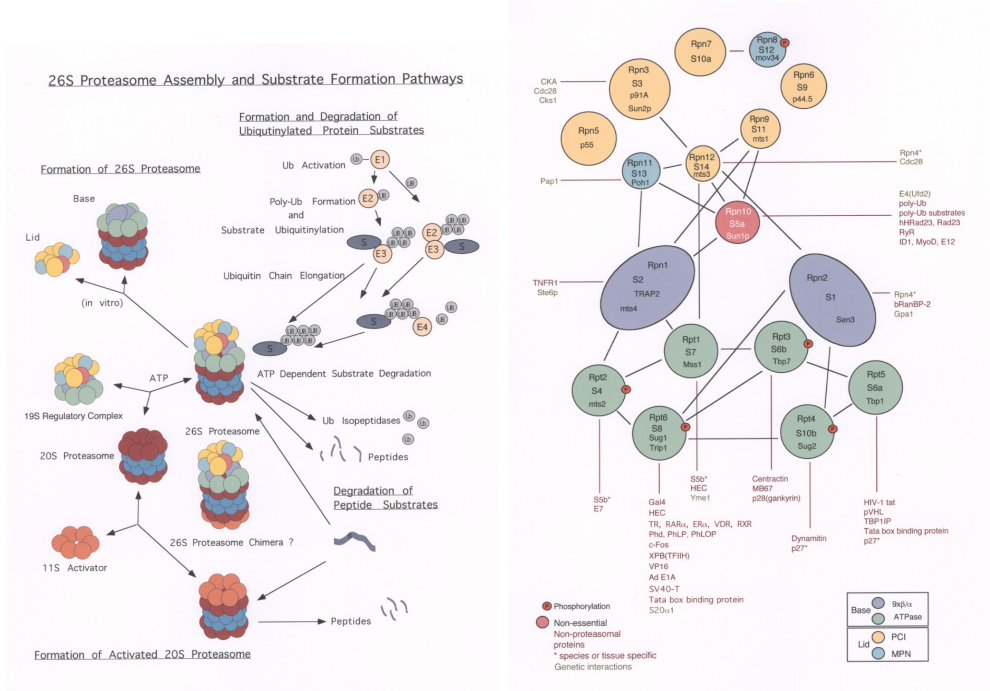 26S Proteasome Assembly and Substrate Formation Pathways
Formation and Degradation of
Ubiqutinylated Protein Substrates
Ub Activation
Ub
E1
UB
Formation of 26S Proteasome
Base
Poly-Ub Formation
and
Substrate Ubiquitinylation
E2
UB
E2
E3
S
UB
S
E3
Lid
Ubiquitin Chain Elongation
(in vitro)
S
E4
UB
S
ATP Dependent Substrate Degradation
ATP
19S Regulatory Complex
26S Proteasome
Ub Isopeptidases
Ub
Ub
Peptides
20S Proteasome
Degradation of
Peptide Substrates
26S Proteasome Chimera ?
11S Activator
Peptides
Formation of Activated 20S Proteasome
Rpn7
S10a
Rpn8
S12
mov34
P
Rpn3
S3
p91A
Sun2p
Rpn6
S9
p44.5
CKA
Cdc28
Cks1
Rpn9
S11
mts1
Rpn5
p55
Rpn12
S14
mts3
Rpn4*
Cdc28
Rpn11
S13
Poh1
Pap1
E4(Ufd2)
poly-Ub
poly-Ub substrates
hHRad23, Rad23
RyR
ID1, MyoD, E12
Rpn10
S5a
Sun1p
Rpn1
S2
TRAP2
mts4
TNFR1
Ste6p
Rpn2
S1
Sen3
Rpn4*
bRanBP-2
Gpa1
Rpt1
S7
Mss1
Rpt3
S6b
Tbp7
P
Rpt2
S4
mts2
P
Rpt5
S6a
Tbp1
Rpt6
S8
Sug1
Trip1
P
Rpt4
S10b
Sug2
P
S5b*
E7
Gal4
HEC
TR, RARα, ERα, VDR, RXR
Phd, PhLP, PhLOP
c-Fos
XPB(TFIIH)
VP16
Ad E1A
SV40-T
Tata box binding protein
S20α1
S5b*
HEC
Yme1
Centractin
MB67
p28(gankyrin)
Dynamitin
p27*
HIV-1 tat
pVHL
TBP1IP
Tata box binding protein
p27*
P Phosphorylation
Non-essential
Non-proteasomal
proteins
* species or tissue specific
Genetic interactions
Base
9xβ/α
ATPase
Lid
PCI
MPN